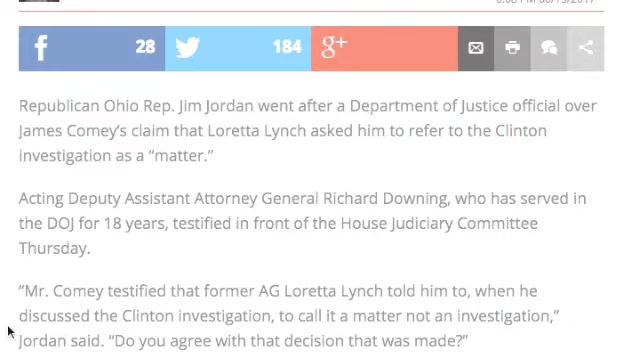 28
184
g+
Republican Ohio Rep. Jim Jordan went after a Department of Justice official over
James Comey’s claim that Loretta Lynch asked him to refer to the Clinton
investigation as a “matter.”
Acting Deputy Assistant Attorney General Richard Downing, who has served in
the DOJ for 18 years, testified in front of the House Judiciary Committee
Thursday.
“Mr. Comey testified that former AG Loretta Lynch told him to, when he
discussed the Clinton investigation, to call it a matter not an investigation,”
Jordan said. “Do you agree with that decision that was made?”